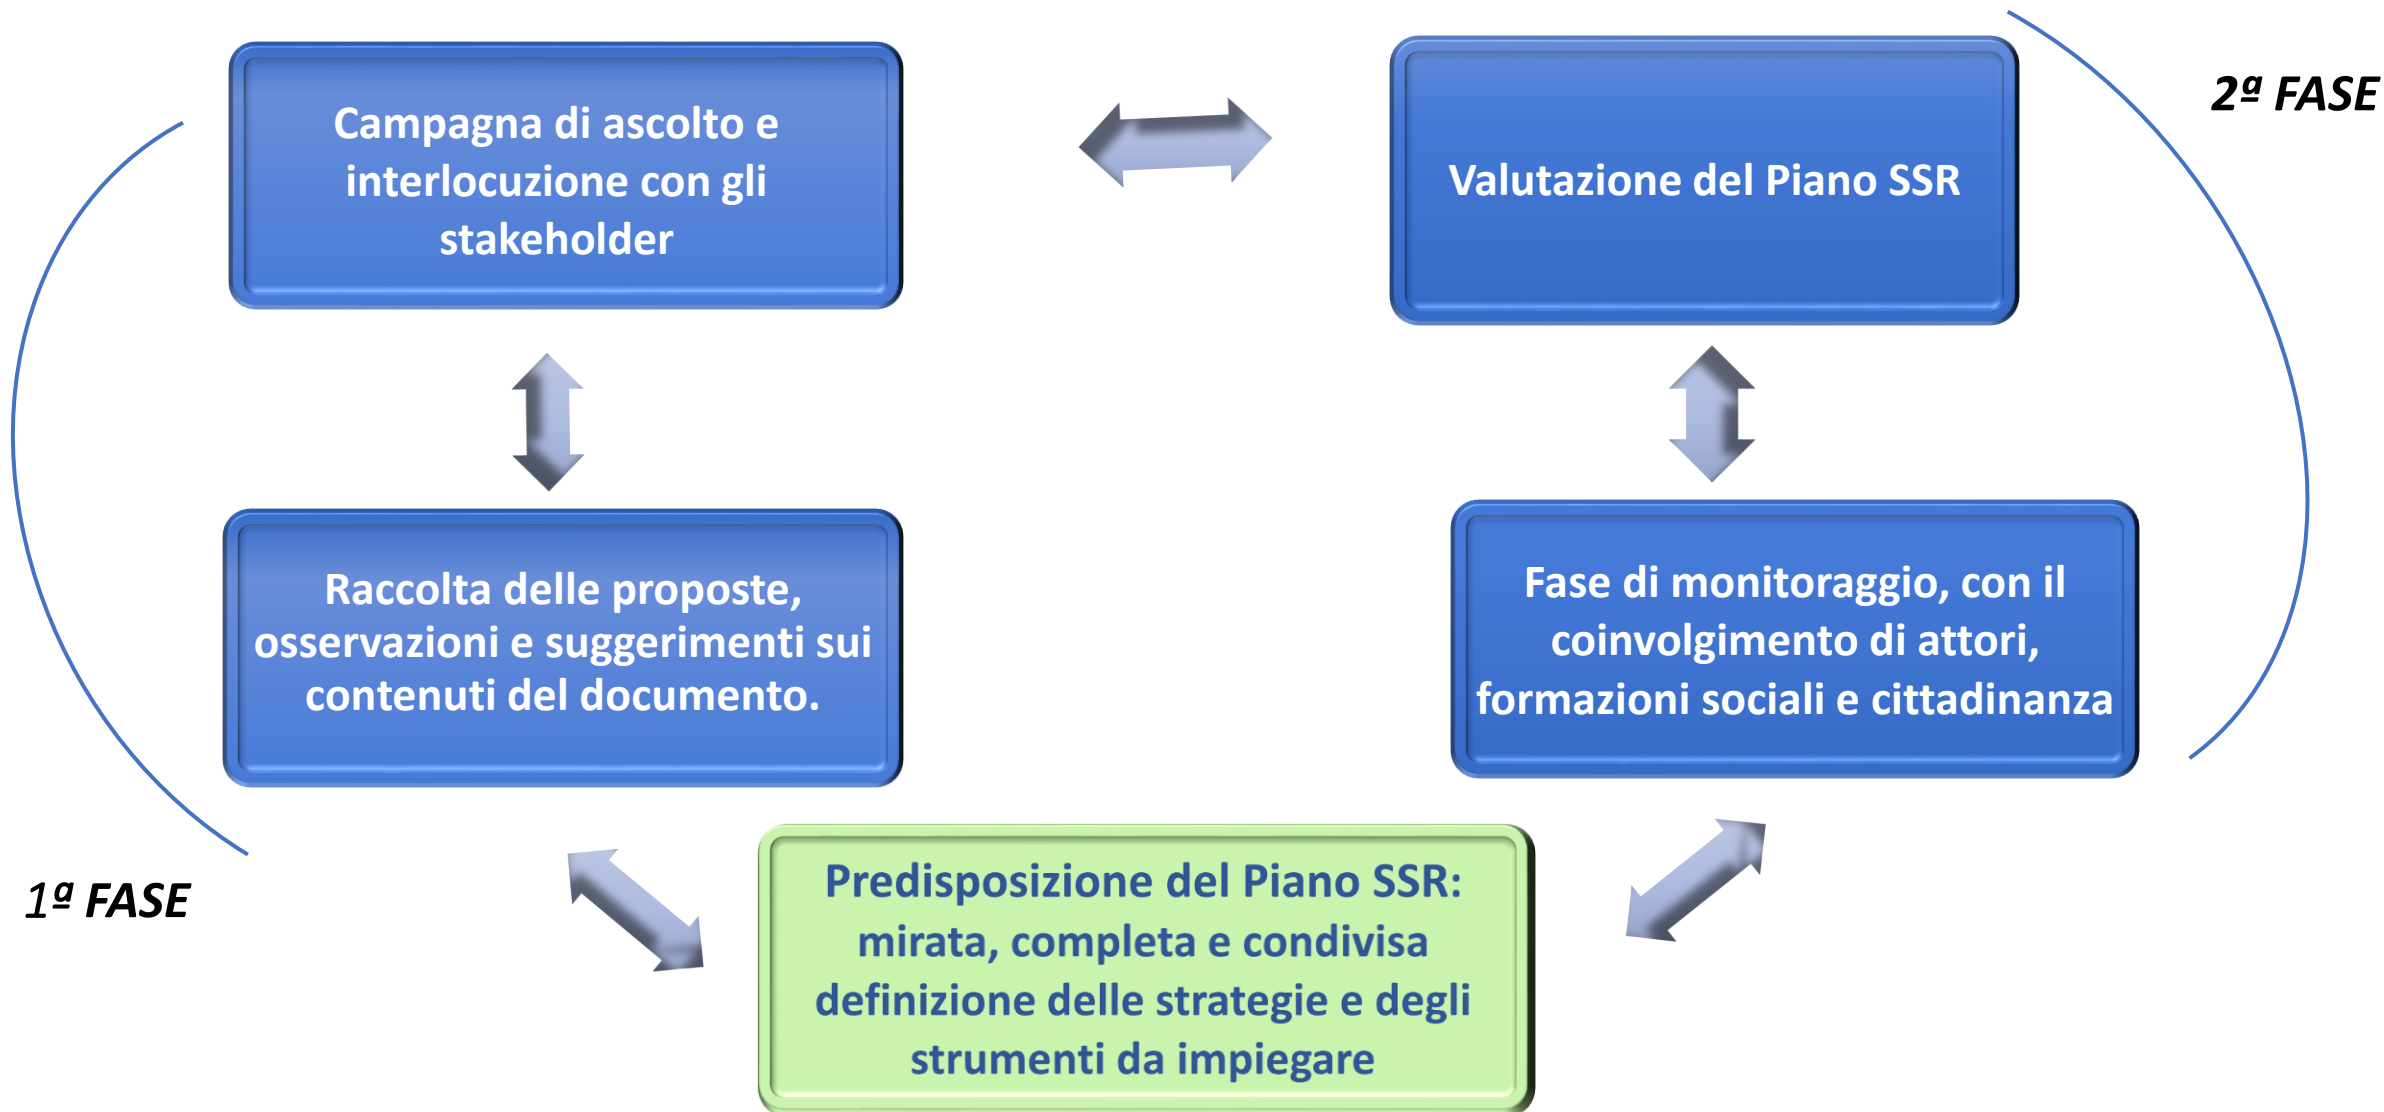 Campagna di ascolto e
interlocuzione con gli
stakeholder
Valutazione del Piano SSR
2ª FASE
Raccolta delle proposte,
osservazioni e suggerimenti sui
contenuti del documento.
Fase di monitoraggio, con il
coinvolgimento di attori,
formazioni sociali e cittadinanza
1ª FASE
Predisposizione del Piano SSR:
mirata, completa e condivisa
definizione delle strategie e degli
strumenti da impiegare